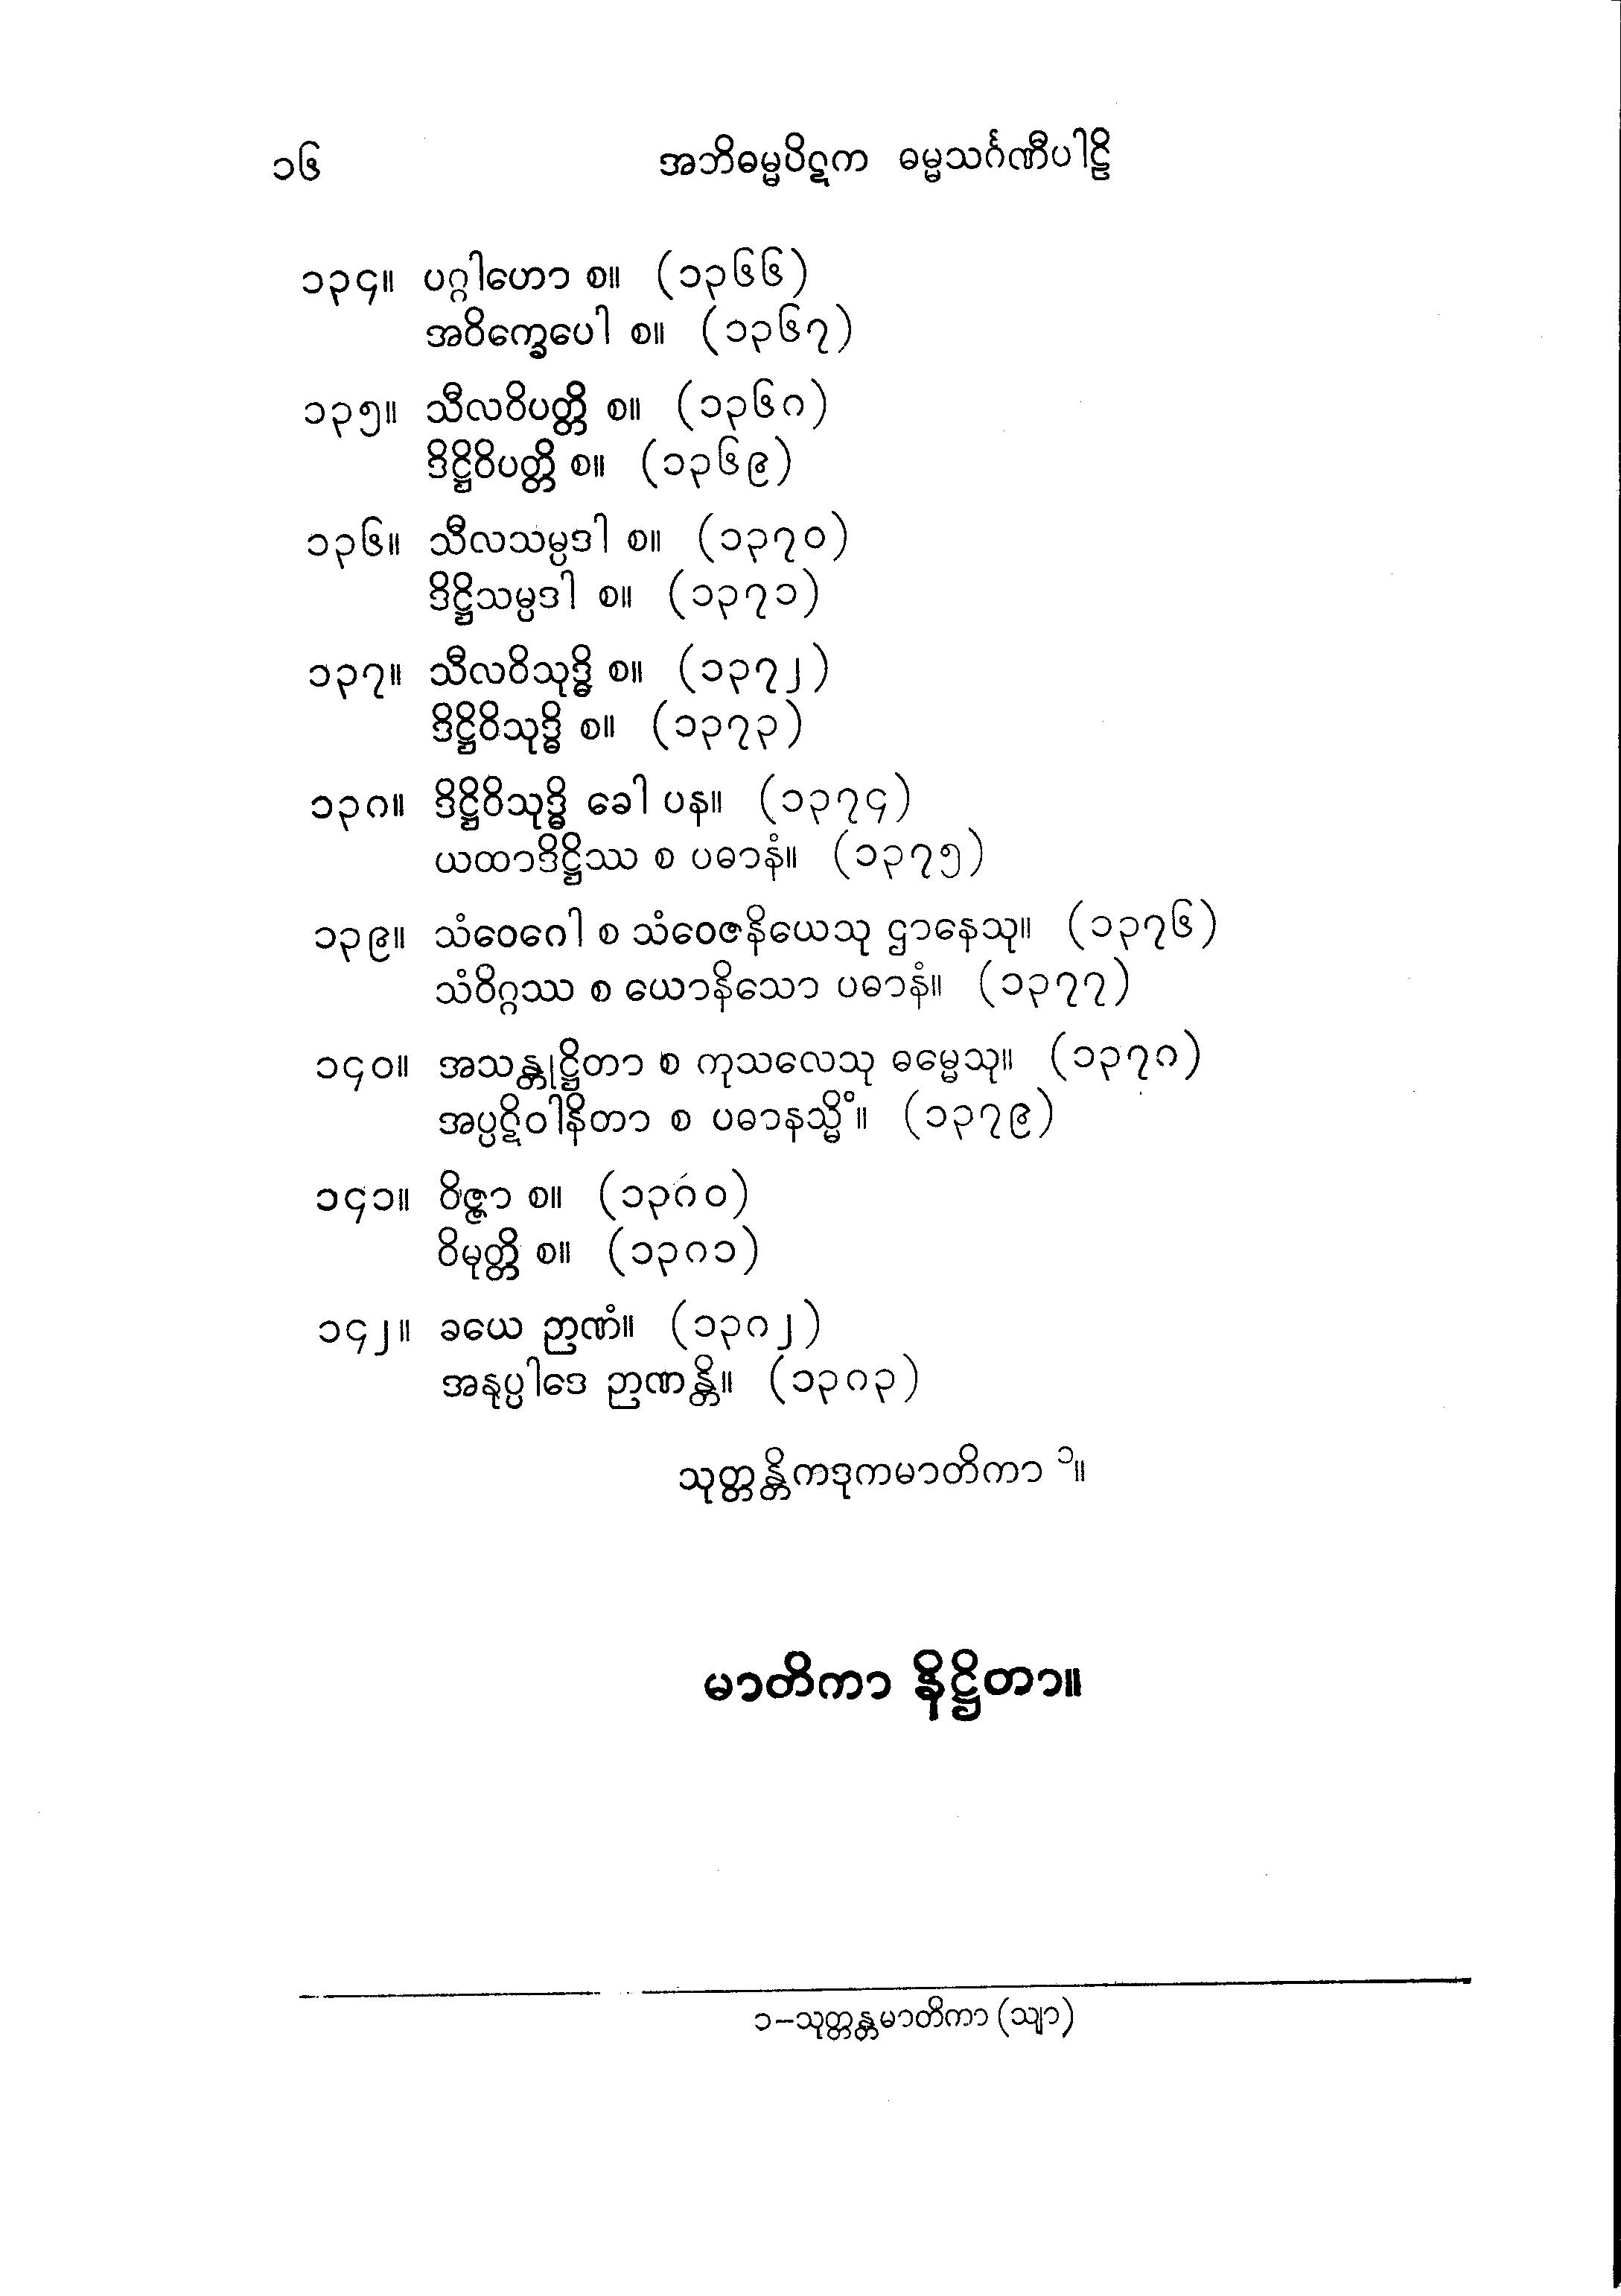 ၁၆ အဘိဓမ္မပိဋက ဓမ္မသင်္ဂဏီပါဠိ
၁၃၄။ ပဂ္ဂါဟော စ။ (၁၃၆၆)
အဝိက္ခေပေါ စ။ (၁၃၆၇)
၁၃၅။ သီလဝိပတ္တိ စ။ (၁၃၆၈)
ဒိဋ္ဌိဝိပတ္တိ စ။ (၁၃၆၉)
၁၃၆။ သီလသမ္ပဒါ စ။ (၁၃၇၀)
ဒိဋ္ဌိသမ္ပဒါ စ။ (၁၃၇၁)
၁၃၇။ သီလဝိသုဒ္ဓိ စ။ (၁၃၇၂)
ဒိဋ္ဌိဝိသုဒ္ဓိ စ။ (၁၃၇၃)
၁၃၈။ ဒိဋ္ဌိဝိသုဒ္ဓိ ခေါ ပန။ (၁၃၇၄)
ယထာဒိဋ္ဌိဿ စ ပဓာနံ။ (၁၃၇၅)
၁၃၉။ သံဝေဂေါ စ သံဝေဇနိယေသု ဌာနေသု။ (၁၃၇၆)
သံဝိဂ္ဂဿ စ ယောနိသော ပဓာနံ။ (၁၃၇၇)
၁၄၀။ အသန္တုဋ္ဌိတာ စ ကုသလေသု ဓမ္မေသု။ (၁၃၇၈)
အပ္ပဋိဝါနိတာ စ ပဓာနသ္မိံ။ (၁၃၇၉)
၁၄၁။ ဝိဇ္ဇာ စ။ (၁၃၈၀)
ဝိမုတ္တိ စ။ (၁၃၈၁)
၁၄၂။ ခယေ ဉာဏံ။ (၁၃၈၂)
အနုပ္ပါဒေ ဉာဏန္တိ။ (၁၃၈၃)
သုတ္တန္တိကဒုကမာတိကာ ၁။
မာတိကာ နိဋ္ဌိတာ။
၁–သုတ္တန္တမာတိကာ (သျာ)